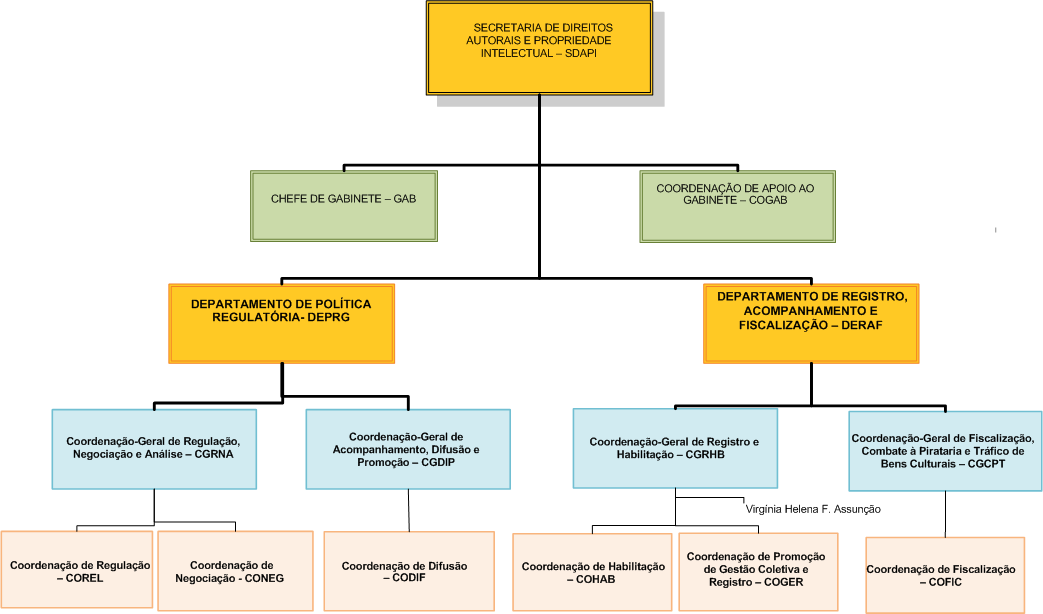 SECRETARIA DE DIREITOS
AUTORAIS E PROPRIEDADE
INTELECTUAL – SDAPI
CHEFE DE GABINETE – GAB
COORDENAÇÃO DE APOIO AO
GABINETE – COGAB
DEPARTAMENTO DE POLÍTICA
REGULATÓRIA- DEPRG
DEPARTAMENTO DE REGISTRO,
ACOMPANHAMENTO E
FISCALIZAÇÃO – DERAF
Coordenação-Geral de Regulação,
Negociação e Análise – CGRNA
Coordenação-Geral de
Acompanhamento, Difusão e
Promoção – CGDIP
Coordenação-Geral de Registro e
Habilitação – CGRHB
Coordenação-Geral de Fiscalização,
Combate à Pirataria e Tráfico de
Bens Culturais – CGCPT
Virgínia Helena F. Assunção
Coordenação de Regulação
– COREL
Coordenação de
Negociação - CONEG
Coordenação de Difusão
– CODIF
Coordenação de Habilitação
– COHAB
Coordenação de Promoção
de Gestão Coletiva e
Registro – COGER
Coordenação de Fiscalização
– COFIC